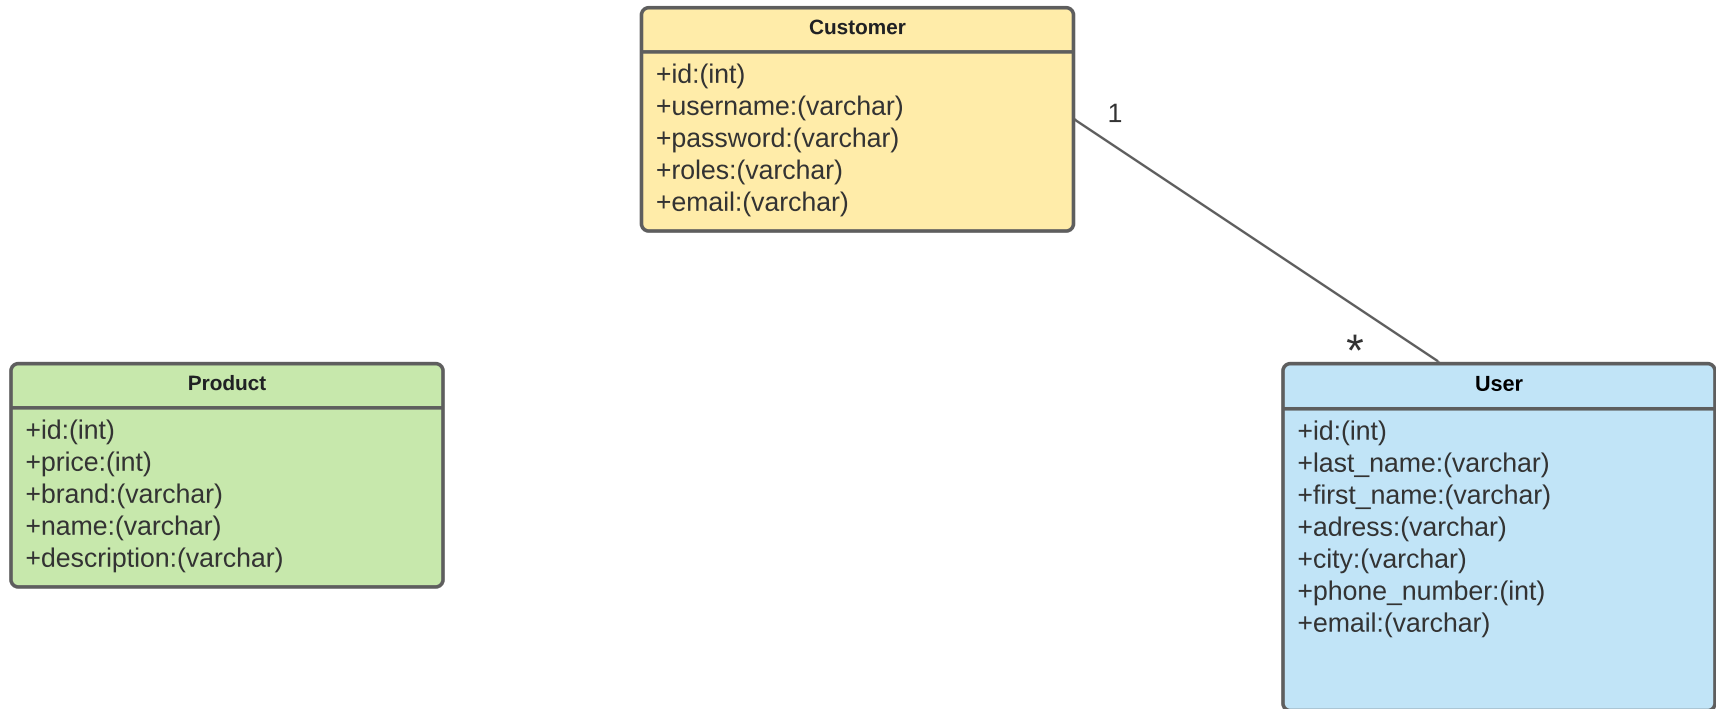 Customer
+id:(int)
+username:(varchar)
+password:(varchar)
+roles:(varchar)
+email:(varchar)
1
*
Product
+id:(int)
+price:(int)
+brand:(varchar)
+name:(varchar)
+description:(varchar)
User
+id:(int)
+last_name:(varchar)
+first_name:(varchar)
+adress:(varchar)
+city:(varchar)
+phone_number:(int)
+email:(varchar)